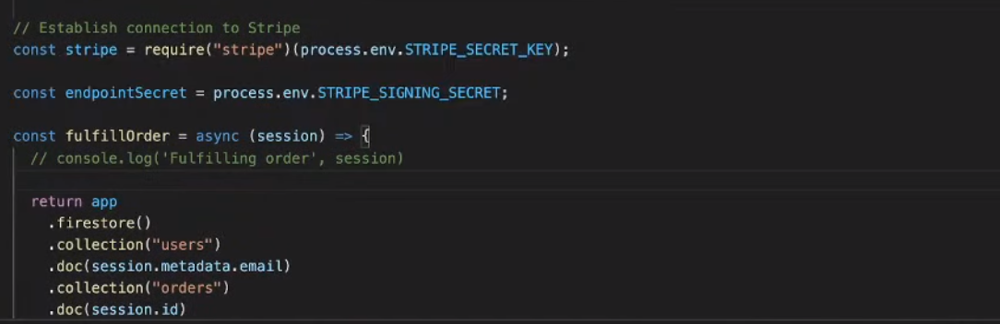 // Establish connection to Stripe
const stripe = require("stripe")(process.env.STRIPE_SECRET_KEY);
const endpointSecret = process.env.STRIPE_SIGNING_SECRET;
const fulfillOrder = async (session) => {
// console.log('Fulfilling order', session)
return app
.firestore()
.collection("users")
.doc(session.metadata.email)
.collection("orders")
.doc(session.id)